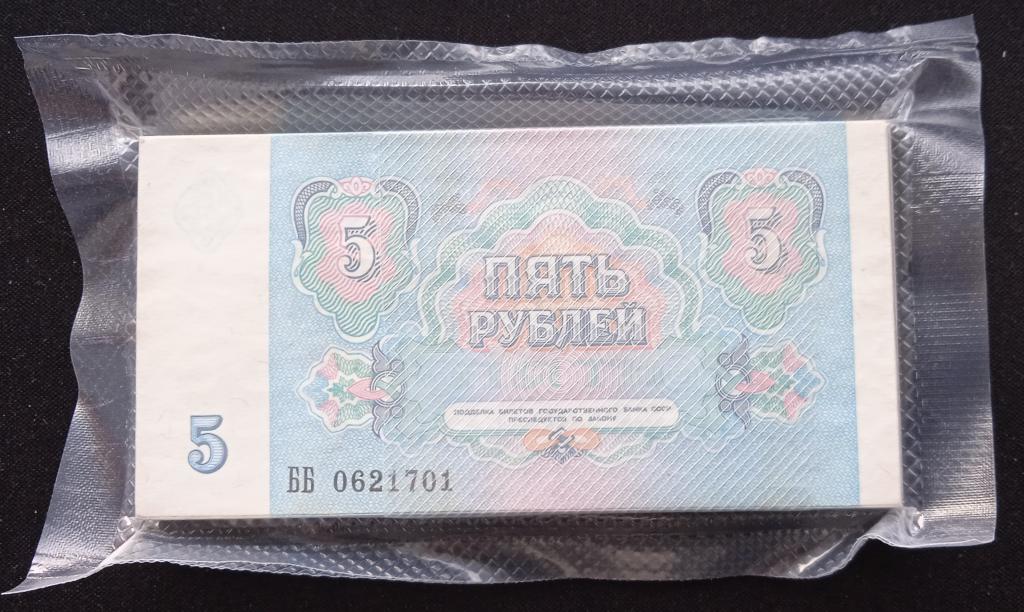 5 5
ПЯТЬ
РУБЛЕЙ
ПОДДЕЛКА БИЛЕТОВ ГОСУДАРСТВЕННОГО БАНКА СССР
ПРЕСЛЕДУЕТСЯ ПО ЗАКОНУ
5
ББ 0621701